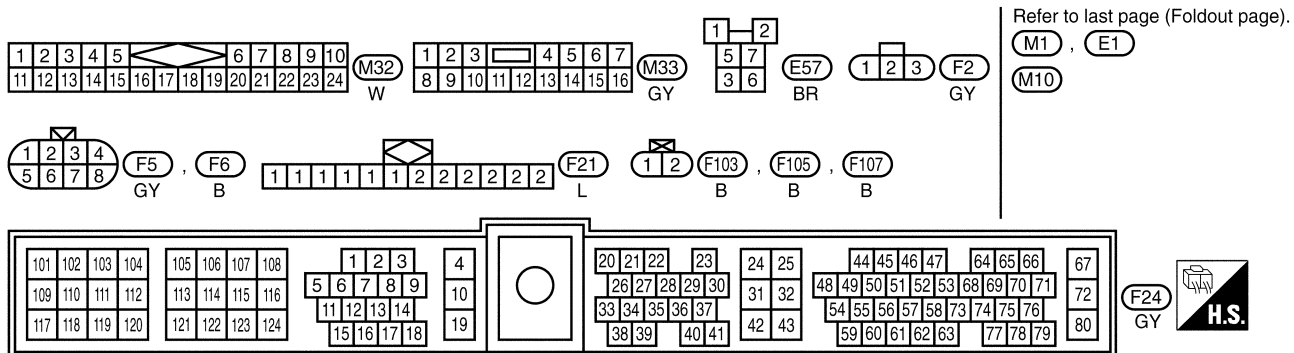 Refer to last page (Foldout page).
M1 , E1
M10
1 2 3 4 5 6 7 8 9 10
11 12 13 14 15 16 17 18 19 20 21 22 23 24
M32
W
1 2 3 4 5 6 7
8 9 10 11 12 13 14 15 16
M33
GY
1 2
5 7
3 6
E57
BR
1 2 3
F2
GY
1 2 3 4
5 6 7 8
F5
GY
, F6
B
1 1 1 1 1 1 2 2 2 2 2 2
F21
L
1 2
F103 , F105 , F107
B B B
101 102 103 104 105 106 107 108 1 2 3 4 20 21 22 23 24 25 44 45 46 47 64 65 66 67
5 6 7 8 9 26 27 28 29 30 48 49 50 51 52 53 68 69 70 71
109 110 111 112 113 114 115 116 10 31 32 72
11 12 13 14 33 34 35 36 37 54 55 56 57 58 73 74 75 76
117 118 119 120 121 122 123 124 15 16 17 18 19 38 39 40 41 42 43 59 60 61 62 63 77 78 79 80
F24
GY
H.S.